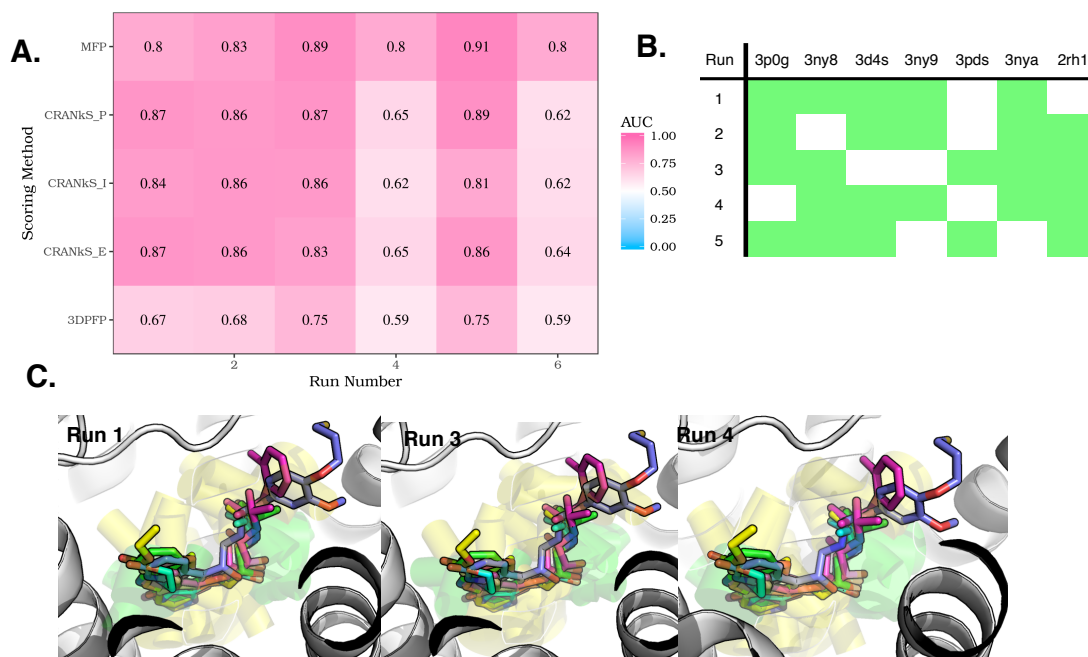 A.
Scoring Method
MFP 0.8 0.83 0.89 0.8 0.91 0.8
CRANkS_P 0.87 0.86 0.87 0.65 0.89 0.62
CRANkS_I 0.84 0.86 0.86 0.62 0.81 0.62
CRANkS_E 0.87 0.86 0.83 0.65 0.86 0.64
3DPFP 0.67 0.68 0.75 0.59 0.75 0.59
2 4 6
Run Number
AUC
1.00
0.75
0.50
0.25
0.00
B.
Run 3p0g 3ny8 3d4s 3ny9 3pds 3nya 2rh1
1
2
3
4
5
C.
Run 1 Run 3 Run 4